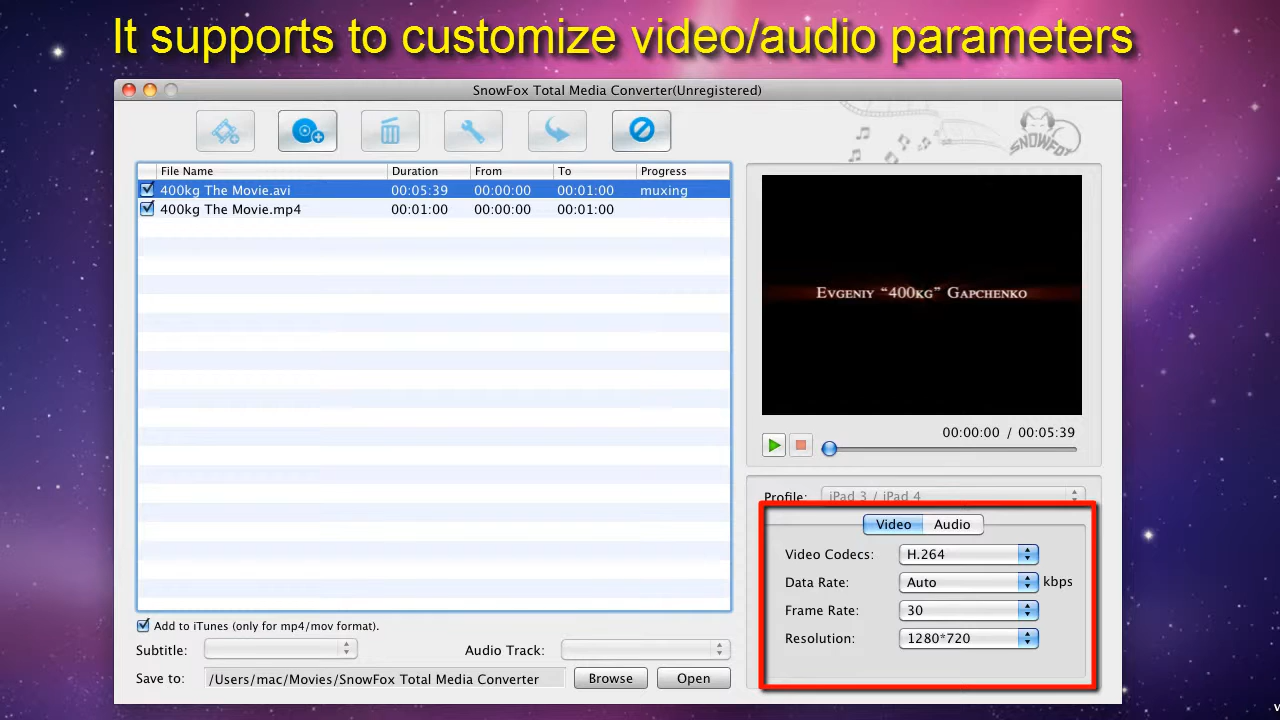 It supports to customize video/audio parameters
SnowFox Total Media Converter(Unregistered)
SNOWFOX
File Name Duration From To Progress
400kg The Movie.avi 00:05:39 00:00:00 00:01:00 muxing
400kg The Movie.mp4 00:01:00 00:00:00 00:01:00
EVGENIY “400KG” GAPCHENKO
00:00:00 / 00:05:39
Profile: iPad 3 / iPad 4
Video Audio
Video Codecs: H.264
Data Rate: Auto kbps
Frame Rate: 30
Resolution: 1280*720
Add to iTunes (only for mp4/mov format).
Subtitle: Audio Track:
Save to: /Users/mac/Movies/SnowFox Total Media Converter Browse Open